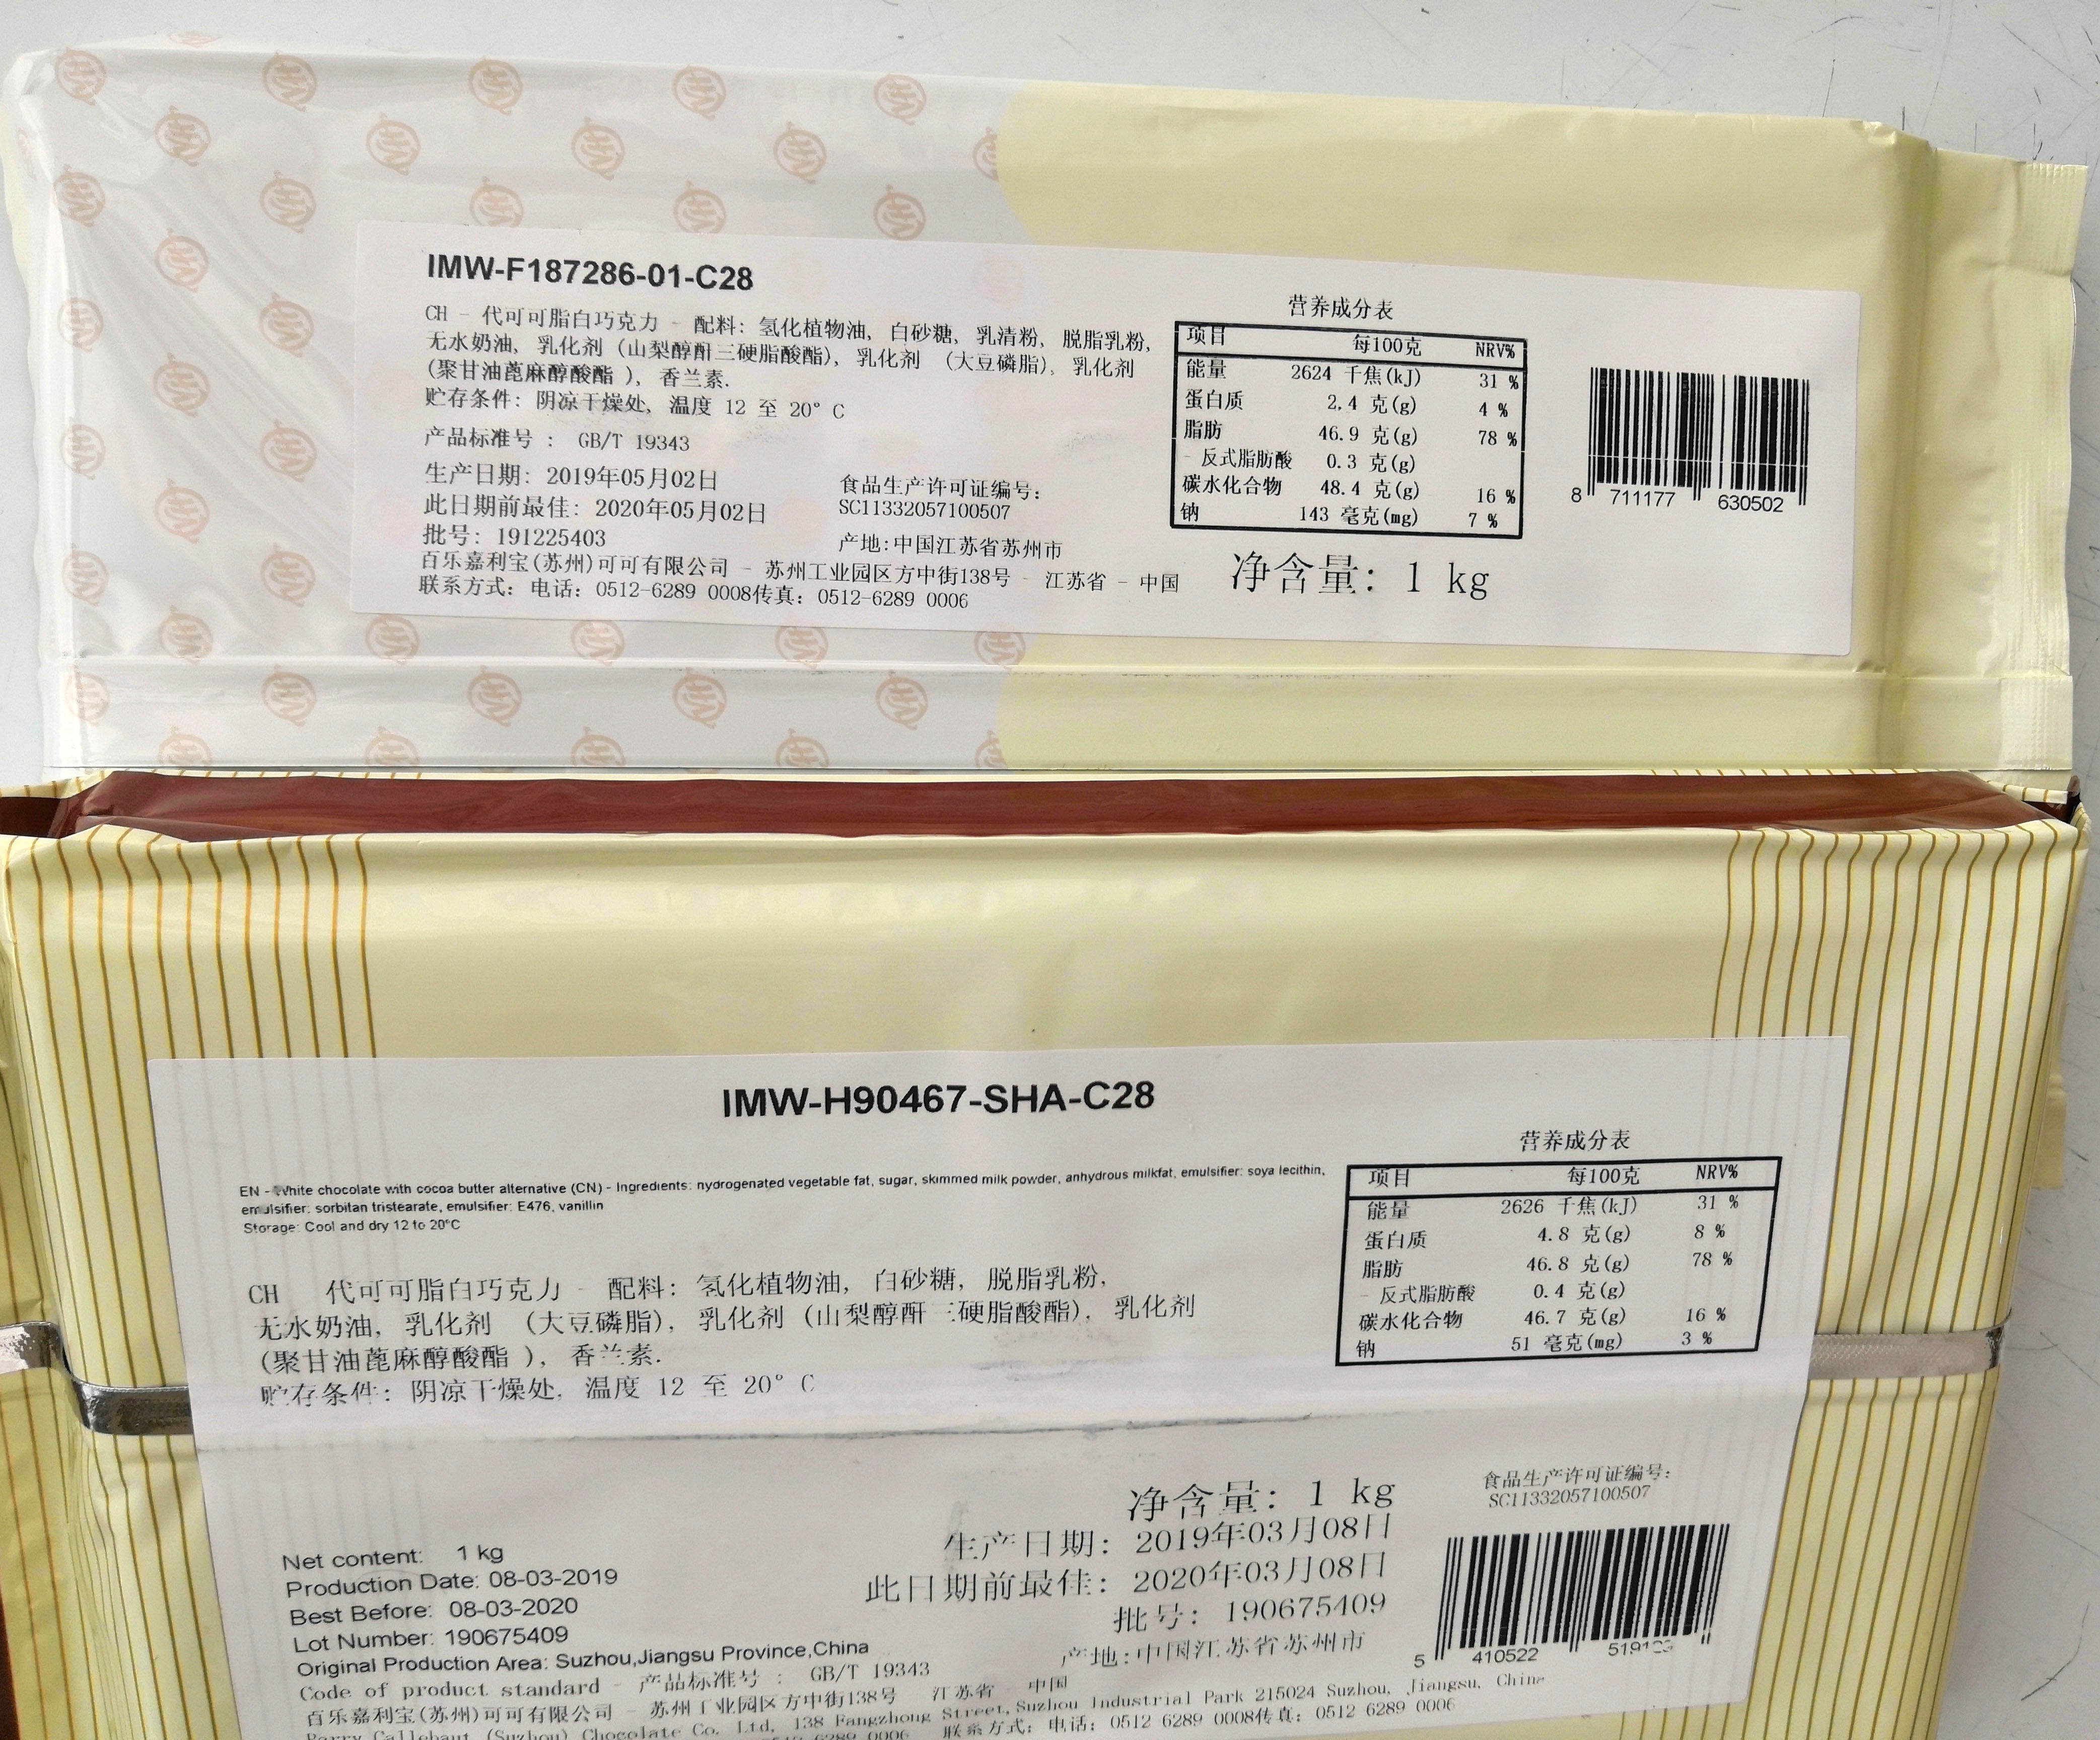 IMW-F187286-01-C28
CH - 代可可脂白巧克力 - 配料: 氢化植物油, 白砂糖, 乳清粉, 脱脂乳粉,
无水奶油, 乳化剂 (山梨醇酐三硬脂酸酯), 乳化剂 (大豆磷脂), 乳化剂
(聚甘油蓖麻醇酸酯 ), 香兰素.
贮存条件: 阴凉干燥处, 温度 12 至 20° C
产品标准号 : GB/T 19343
生产日期: 2019年05月02日
此日期前最佳: 2020年05月02日
批号: 191225403
食品生产许可证编号:
SC11332057100507
产地:中国江苏省苏州市
百乐嘉利宝(苏州)可可有限公司 - 苏州工业园区方中街138号 - 江苏省 - 中国
联系方式: 电话: 0512-6289 0008传真: 0512-6289 0006
营养成分表
项目 每100克 NRV%
能量 2624 千焦(kJ) 31 %
蛋白质 2.4 克(g) 4 %
脂肪 46.9 克(g) 78 %
- 反式脂肪酸 0.3 克(g)
碳水化合物 48.4 克(g) 16 %
钠 143 毫克(mg) 7 %
净含量: 1 kg
8 711177 630502
IMW-H90467-SHA-C28
EN - White chocolate with cocoa butter alternative (CN) - Ingredients: hydrogenated vegetable fat, sugar, skimmed milk powder, anhydrous milkfat, emulsifier: soya lecithin,
emulsifier: sorbitan tristearate, emulsifier: E476, vanillin
Storage: Cool and dry 12 to 20°C
CH 代可可脂白巧克力 - 配料: 氢化植物油, 白砂糖, 脱脂乳粉,
无水奶油, 乳化剂 (大豆磷脂), 乳化剂 (山梨醇酐三硬脂酸酯), 乳化剂
(聚甘油蓖麻醇酸酯 ), 香兰素.
贮存条件: 阴凉干燥处, 温度 12 至 20° C
营养成分表
项目 每100克 NRV%
能量 2626 千焦(kJ) 31 %
蛋白质 4.8 克(g) 8 %
脂肪 46.8 克(g) 78 %
- 反式脂肪酸 0.4 克(g)
碳水化合物 46.7 克(g) 16 %
钠 51 毫克(mg) 3 %
净含量: 1 kg
生产日期: 2019年03月08日
此日期前最佳: 2020年03月08日
批号: 190675409
产地:中国江苏省苏州市
食品生产许可证编号:
SC11332057100507
5 410522
Net content: 1 kg
Production Date: 08-03-2019
Best Before: 08-03-2020
Lot Number: 190675409
Original Production Area: Suzhou,Jiangsu Province,China
Code of product standard - 产品标准号 : GB/T 19343
百乐嘉利宝(苏州)可可有限公司 - 苏州工业园区方中街138号 江苏省 中国
Barry Callebaut (Suzhou) Chocolate Co. Ltd, 138 Fangzhong Street, Suzhou Industrial Park 215024 Suzhou, Jiangsu, China
联系方式: 电话: 0512 6289 0008传真: 0512 6289 0006